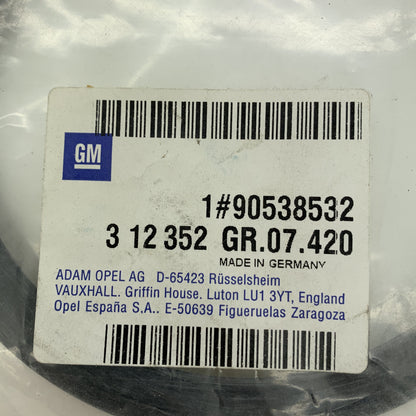 GM
1#90538532
3 12 352 GR.07.420
MADE IN GERMANY
ADAM OPEL AG D-65423 Rüsselsheim
VAUXHALL. Griffin House. Luton LU1 3YT, England
Opel España S.A.. E-50639 Figueruelas Zaragoza